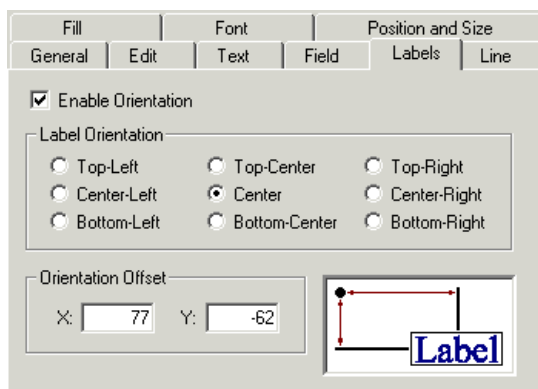 Fill Font Position and Size
General Edit Text Field Labels Line
Enable Orientation
Label Orientation
Top-Left Top-Center Top-Right
Center-Left Center Center-Right
Bottom-Left Bottom-Center Bottom-Right
Orientation Offset
X: 77 Y: -62
Label